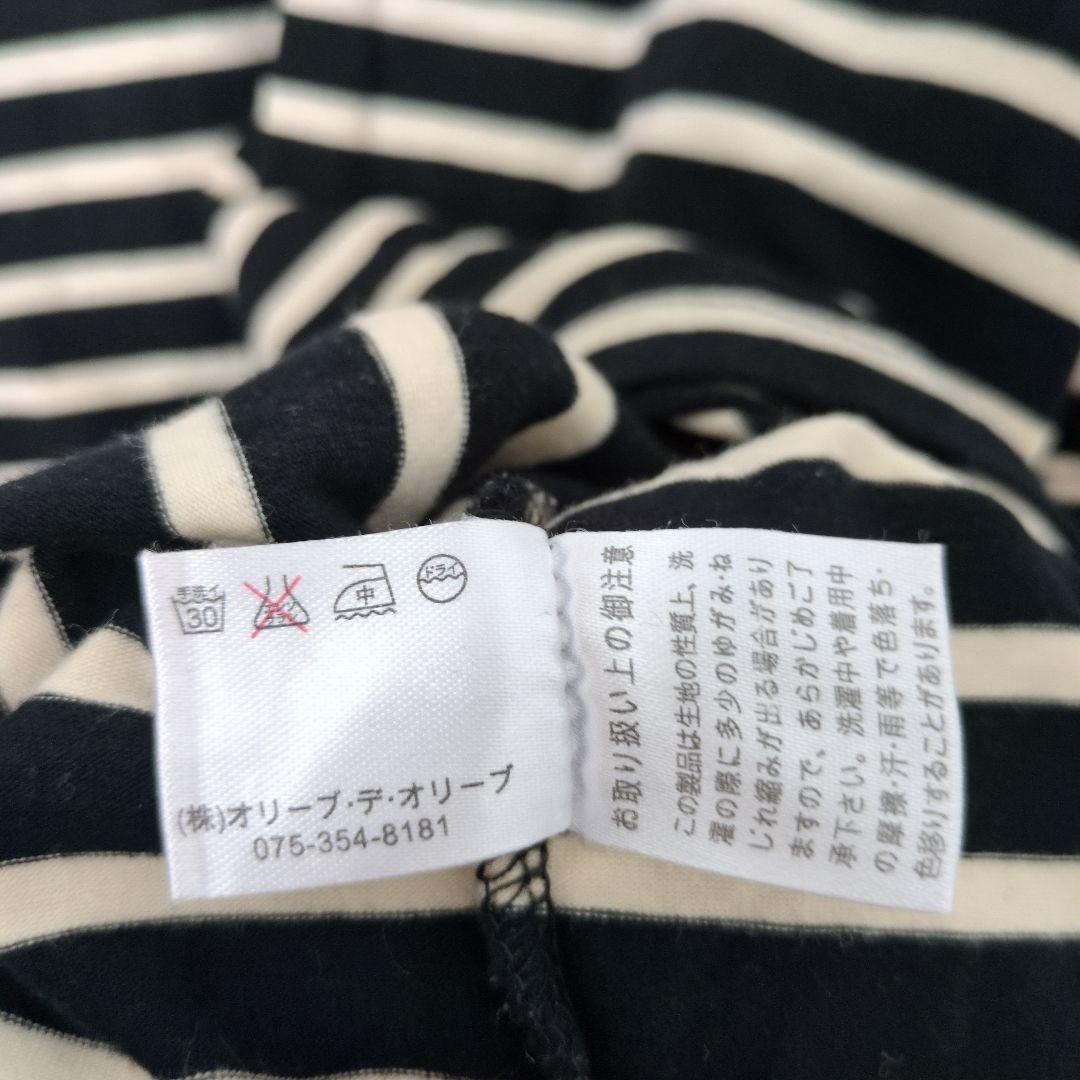 手洗イ
30
エンソ
中
ドライ
(株)オリーブ・デ・オリーブ
075-354-8181
お取り扱い上の御注意
この製品は生地の性質上、洗
濯の際に多少のゆがみ・ね
じれ縮みが出る場合があり
ますので、あらかじめご了
承下さい。洗濯中や着用中
の摩擦・汗・雨等で色落ち・
色移りすることがあります。